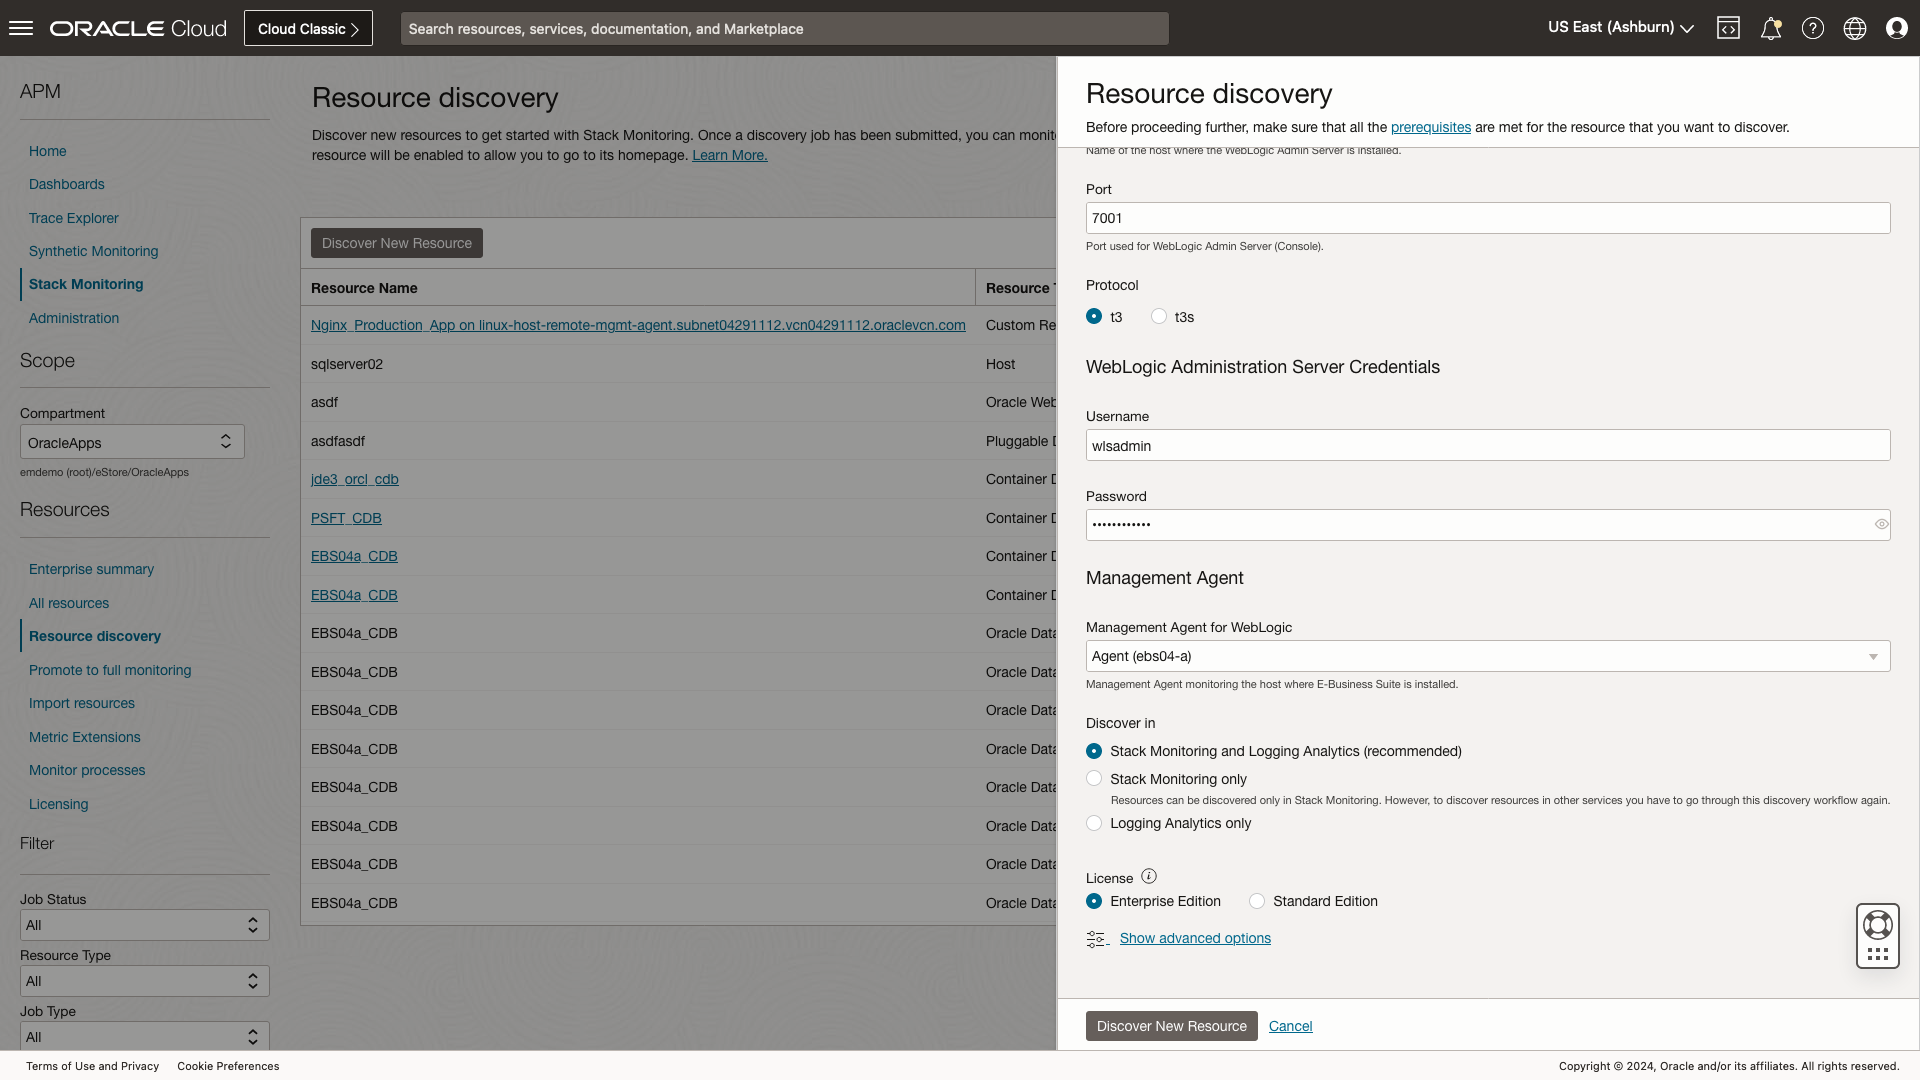 ORACLE Cloud
Cloud Classic
Search resources, services, documentation, and Marketplace
US East (Ashburn)
APM
Home
Dashboards
Trace Explorer
Synthetic Monitoring
Stack Monitoring
Administration
Scope
Compartment
OracleApps
emdemo (root)/eStore/OracleApps
Resources
Enterprise summary
All resources
Resource discovery
Promote to full monitoring
Import resources
Metric Extensions
Monitor processes
Licensing
Filter
Job Status
All
Resource Type
All
Job Type
All
Resource discovery
Discover new resources to get started with Stack Monitoring. Once a discovery job has been submitted, you can monit
resource will be enabled to allow you to go to its homepage. Learn More.
Discover New Resource
Resource Name Resource
Nginx_Production_App on linux-host-remote-mgmt-agent.subnet04291112.vcn04291112.oraclevcn.com Custom Re
sqlserver02 Host
asdf Oracle Web
asdfasdf Pluggable
jde3_orcl_cdb Container
PSFT_CDB Container
EBS04a_CDB Container
EBS04a_CDB Container
EBS04a_CDB Oracle Data
EBS04a_CDB Oracle Data
EBS04a_CDB Oracle Data
EBS04a_CDB Oracle Data
EBS04a_CDB Oracle Data
EBS04a_CDB Oracle Data
EBS04a_CDB Oracle Data
EBS04a_CDB Oracle Data
Resource discovery
Before proceeding further, make sure that all the prerequisites are met for the resource that you want to discover.
Name of the host where the WebLogic Admin Server is installed.
Port
7001
Port used for WebLogic Admin Server (Console).
Protocol
t3 t3s
WebLogic Administration Server Credentials
Username
wlsadmin
Password
••••••••••••
Management Agent
Management Agent for WebLogic
Agent (ebs04-a)
Management Agent monitoring the host where E-Business Suite is installed.
Discover in
Stack Monitoring and Logging Analytics (recommended)
Stack Monitoring only
Resources can be discovered only in Stack Monitoring. However, to discover resources in other services you have to go through this discovery workflow again.
Logging Analytics only
License
Enterprise Edition Standard Edition
Show advanced options
Discover New Resource Cancel
Terms of Use and Privacy Cookie Preferences
Copyright © 2024, Oracle and/or its affiliates. All rights reserved.